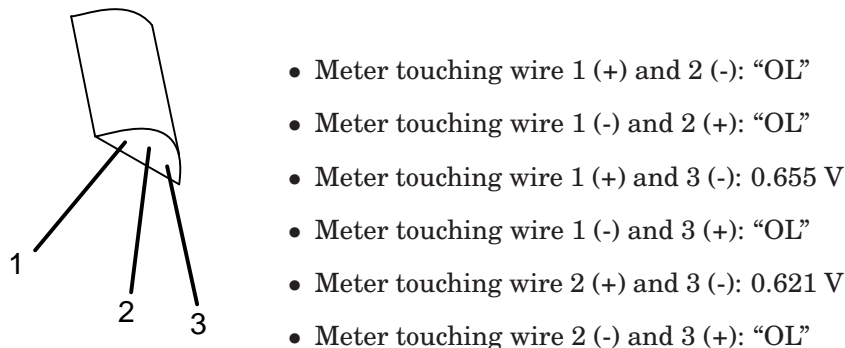 • Meter touching wire 1 (+) and 2 (-): “OL”
• Meter touching wire 1 (-) and 2 (+): “OL”
• Meter touching wire 1 (+) and 3 (-): 0.655 V
• Meter touching wire 1 (-) and 3 (+): “OL”
• Meter touching wire 2 (+) and 3 (-): 0.621 V
• Meter touching wire 2 (-) and 3 (+): “OL”
1
2
3